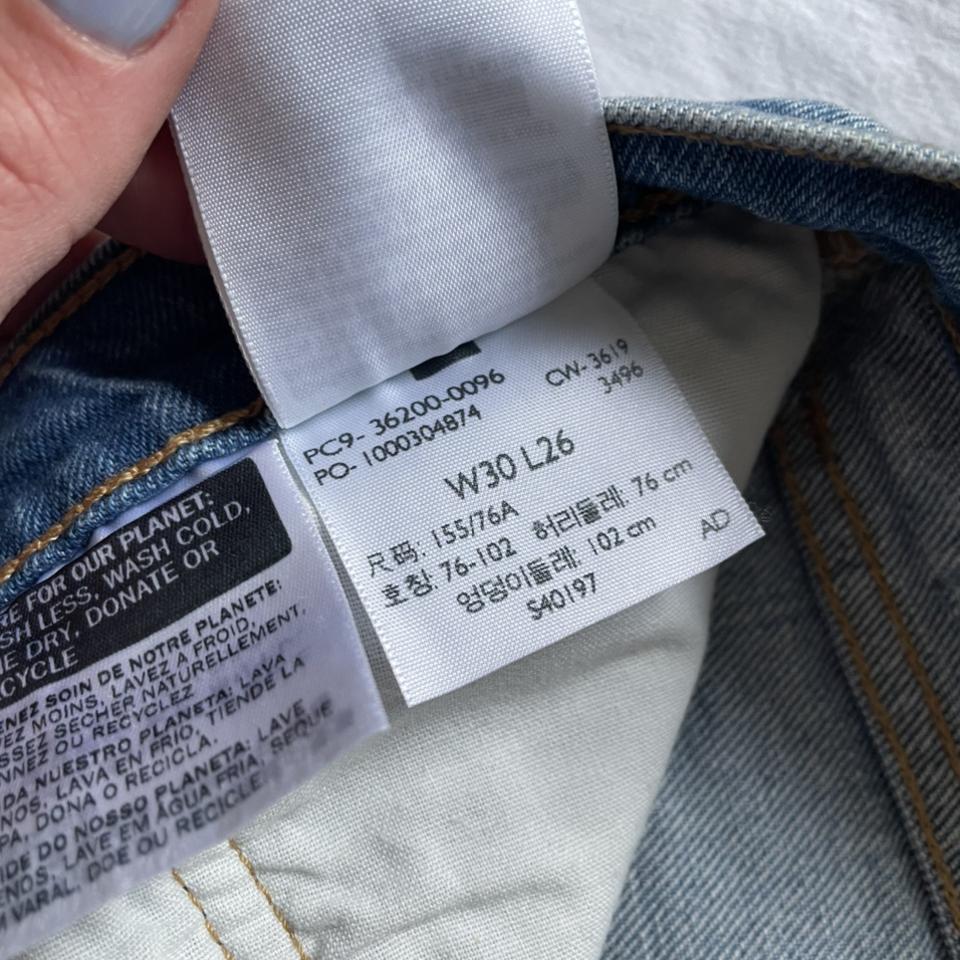 PC9- 36200-0096
CW- 3619
PO- 1000304874
3496
W30 L26
尺码: 155/76A
호칭: 76-102 허리둘레: 76 cm
엉덩이둘레: 102 cm
S40197
AD
FOR OUR PLANET:
LESS, WASH COLD,
DRY, DONATE OR
SOIN DE NOTRE PLANETE:
MOINS, LAVEZ A FROID,
SECHER NATURELLEMENT,
OU RECYCLEZ
NUESTRO PLANETA: LAVA
LAVA EN FRIO, TIENDE LA
DONA O RECICLA.
DO NOSSO PLANETA: LAVE
LAVE EM AGUA FRIA, SEQUE
VARAL, DOE OU RECICLE